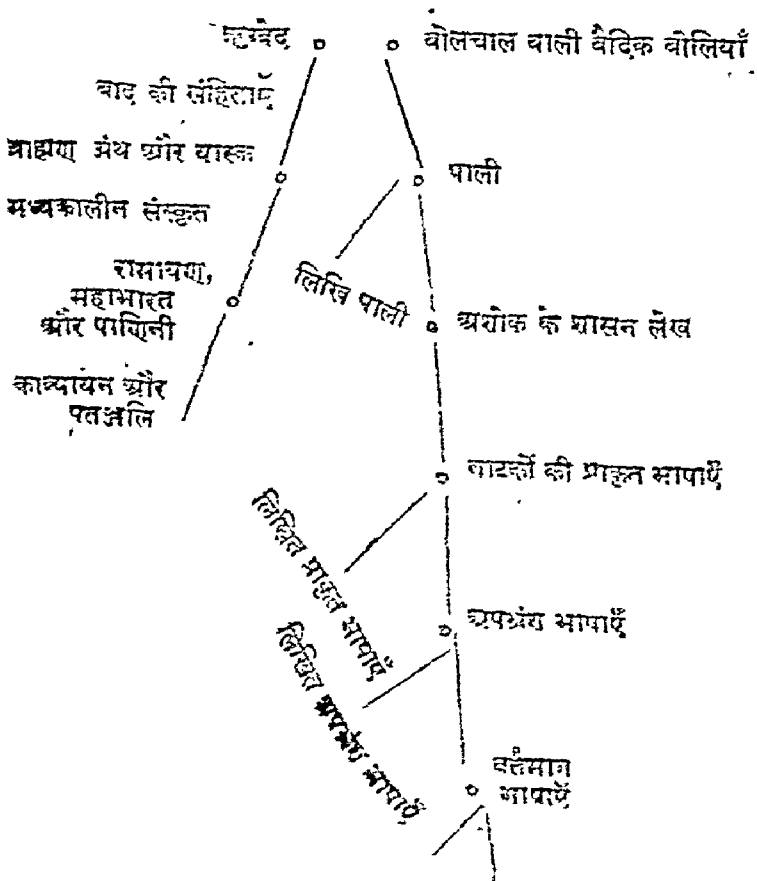 ऋग्वेद
बोलचाल वाली वैदिक बोलियाँ
बाद की संहिताएँ
ब्राह्मण ग्रंथ और यास्क
पाली
मध्यकालीन संस्कृत
रामायण,
महाभारत
और पाणिनी
लिखि पाली
अशोक के शासन लेख
कात्यायन और
पतञ्जलि
नाटकों की प्राकृत भाषाएँ
लिखित प्राकृत भाषाएँ
अपभ्रंश भाषाएँ
लिखित अपभ्रंश भाषाएँ
वर्तमान
भाषाएँ